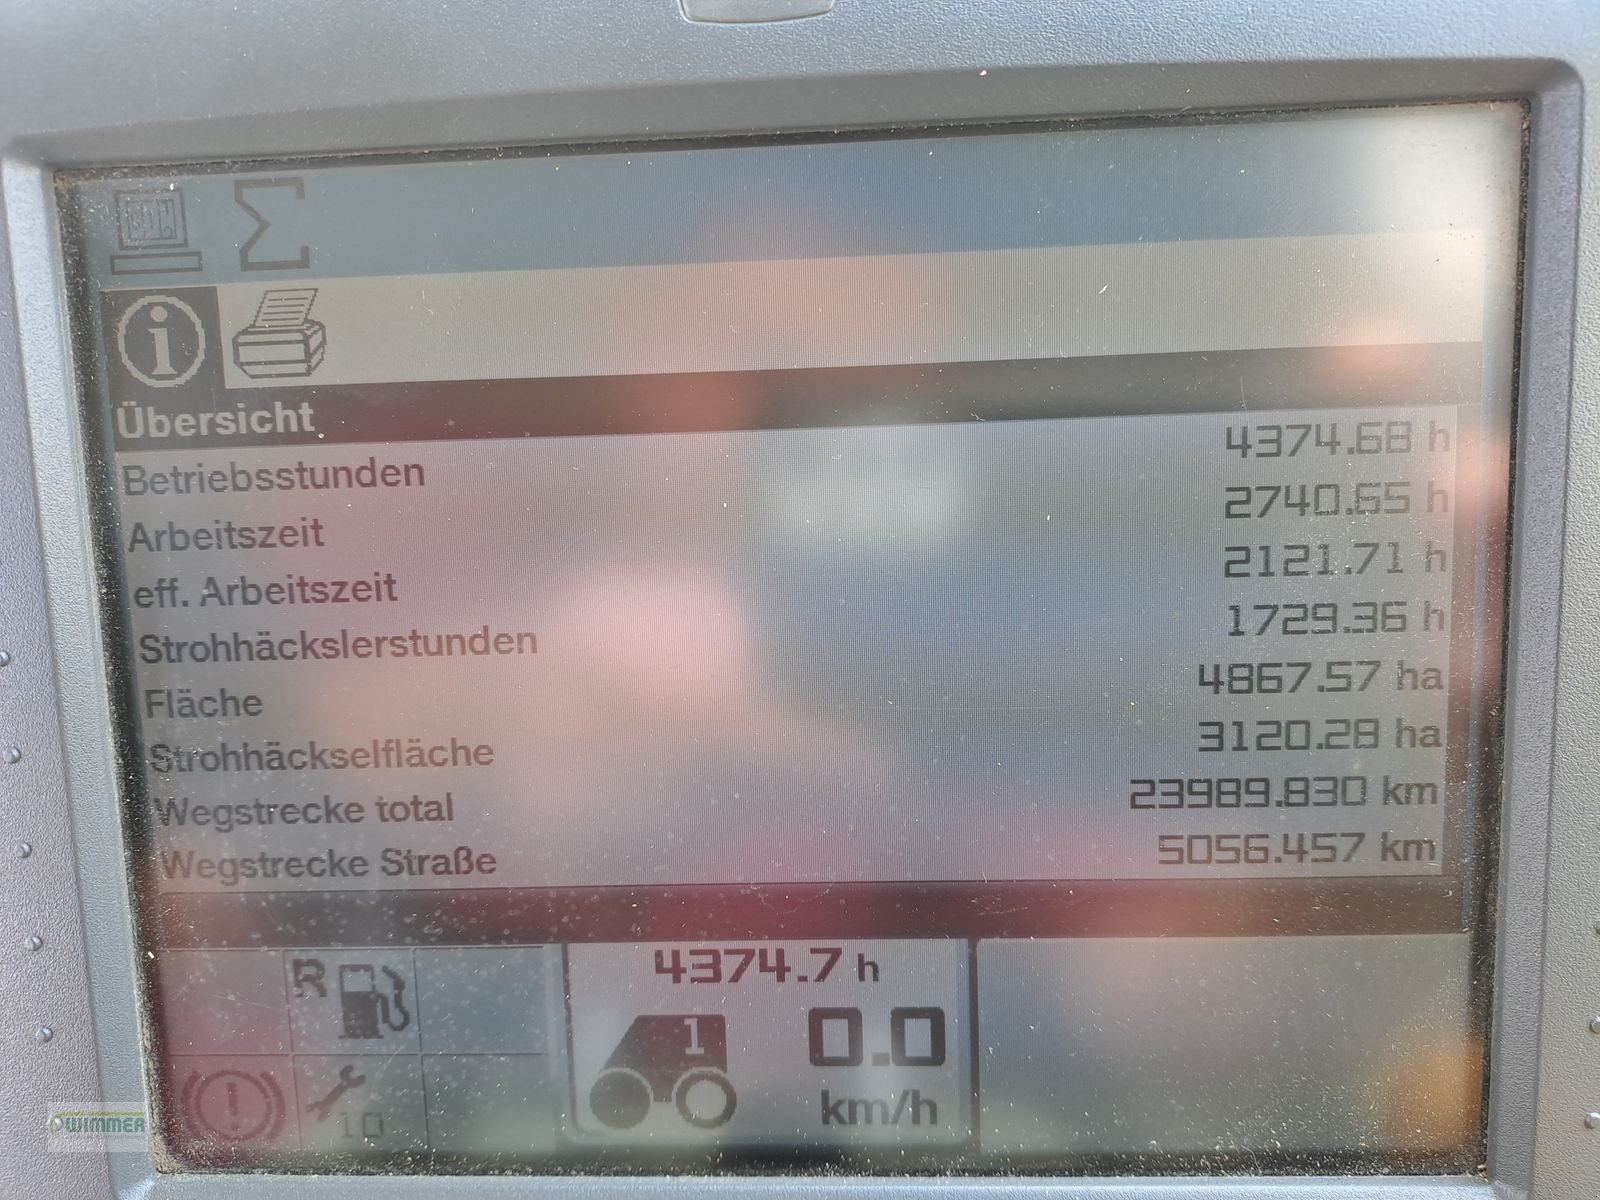 Übersicht
Betriebsstunden 4374.68 h
Arbeitszeit 2740.65 h
eff. Arbeitszeit 2121.71 h
Strohhäckslerstunden 1729.36 h
Fläche 4867.57 ha
Strohhäckselfläche 3120.28 ha
Wegstrecke total 23989.830 km
Wegstrecke Straße 5056.457 km
R
4374.7 h
1
0.0
km/h
10
WIMMER